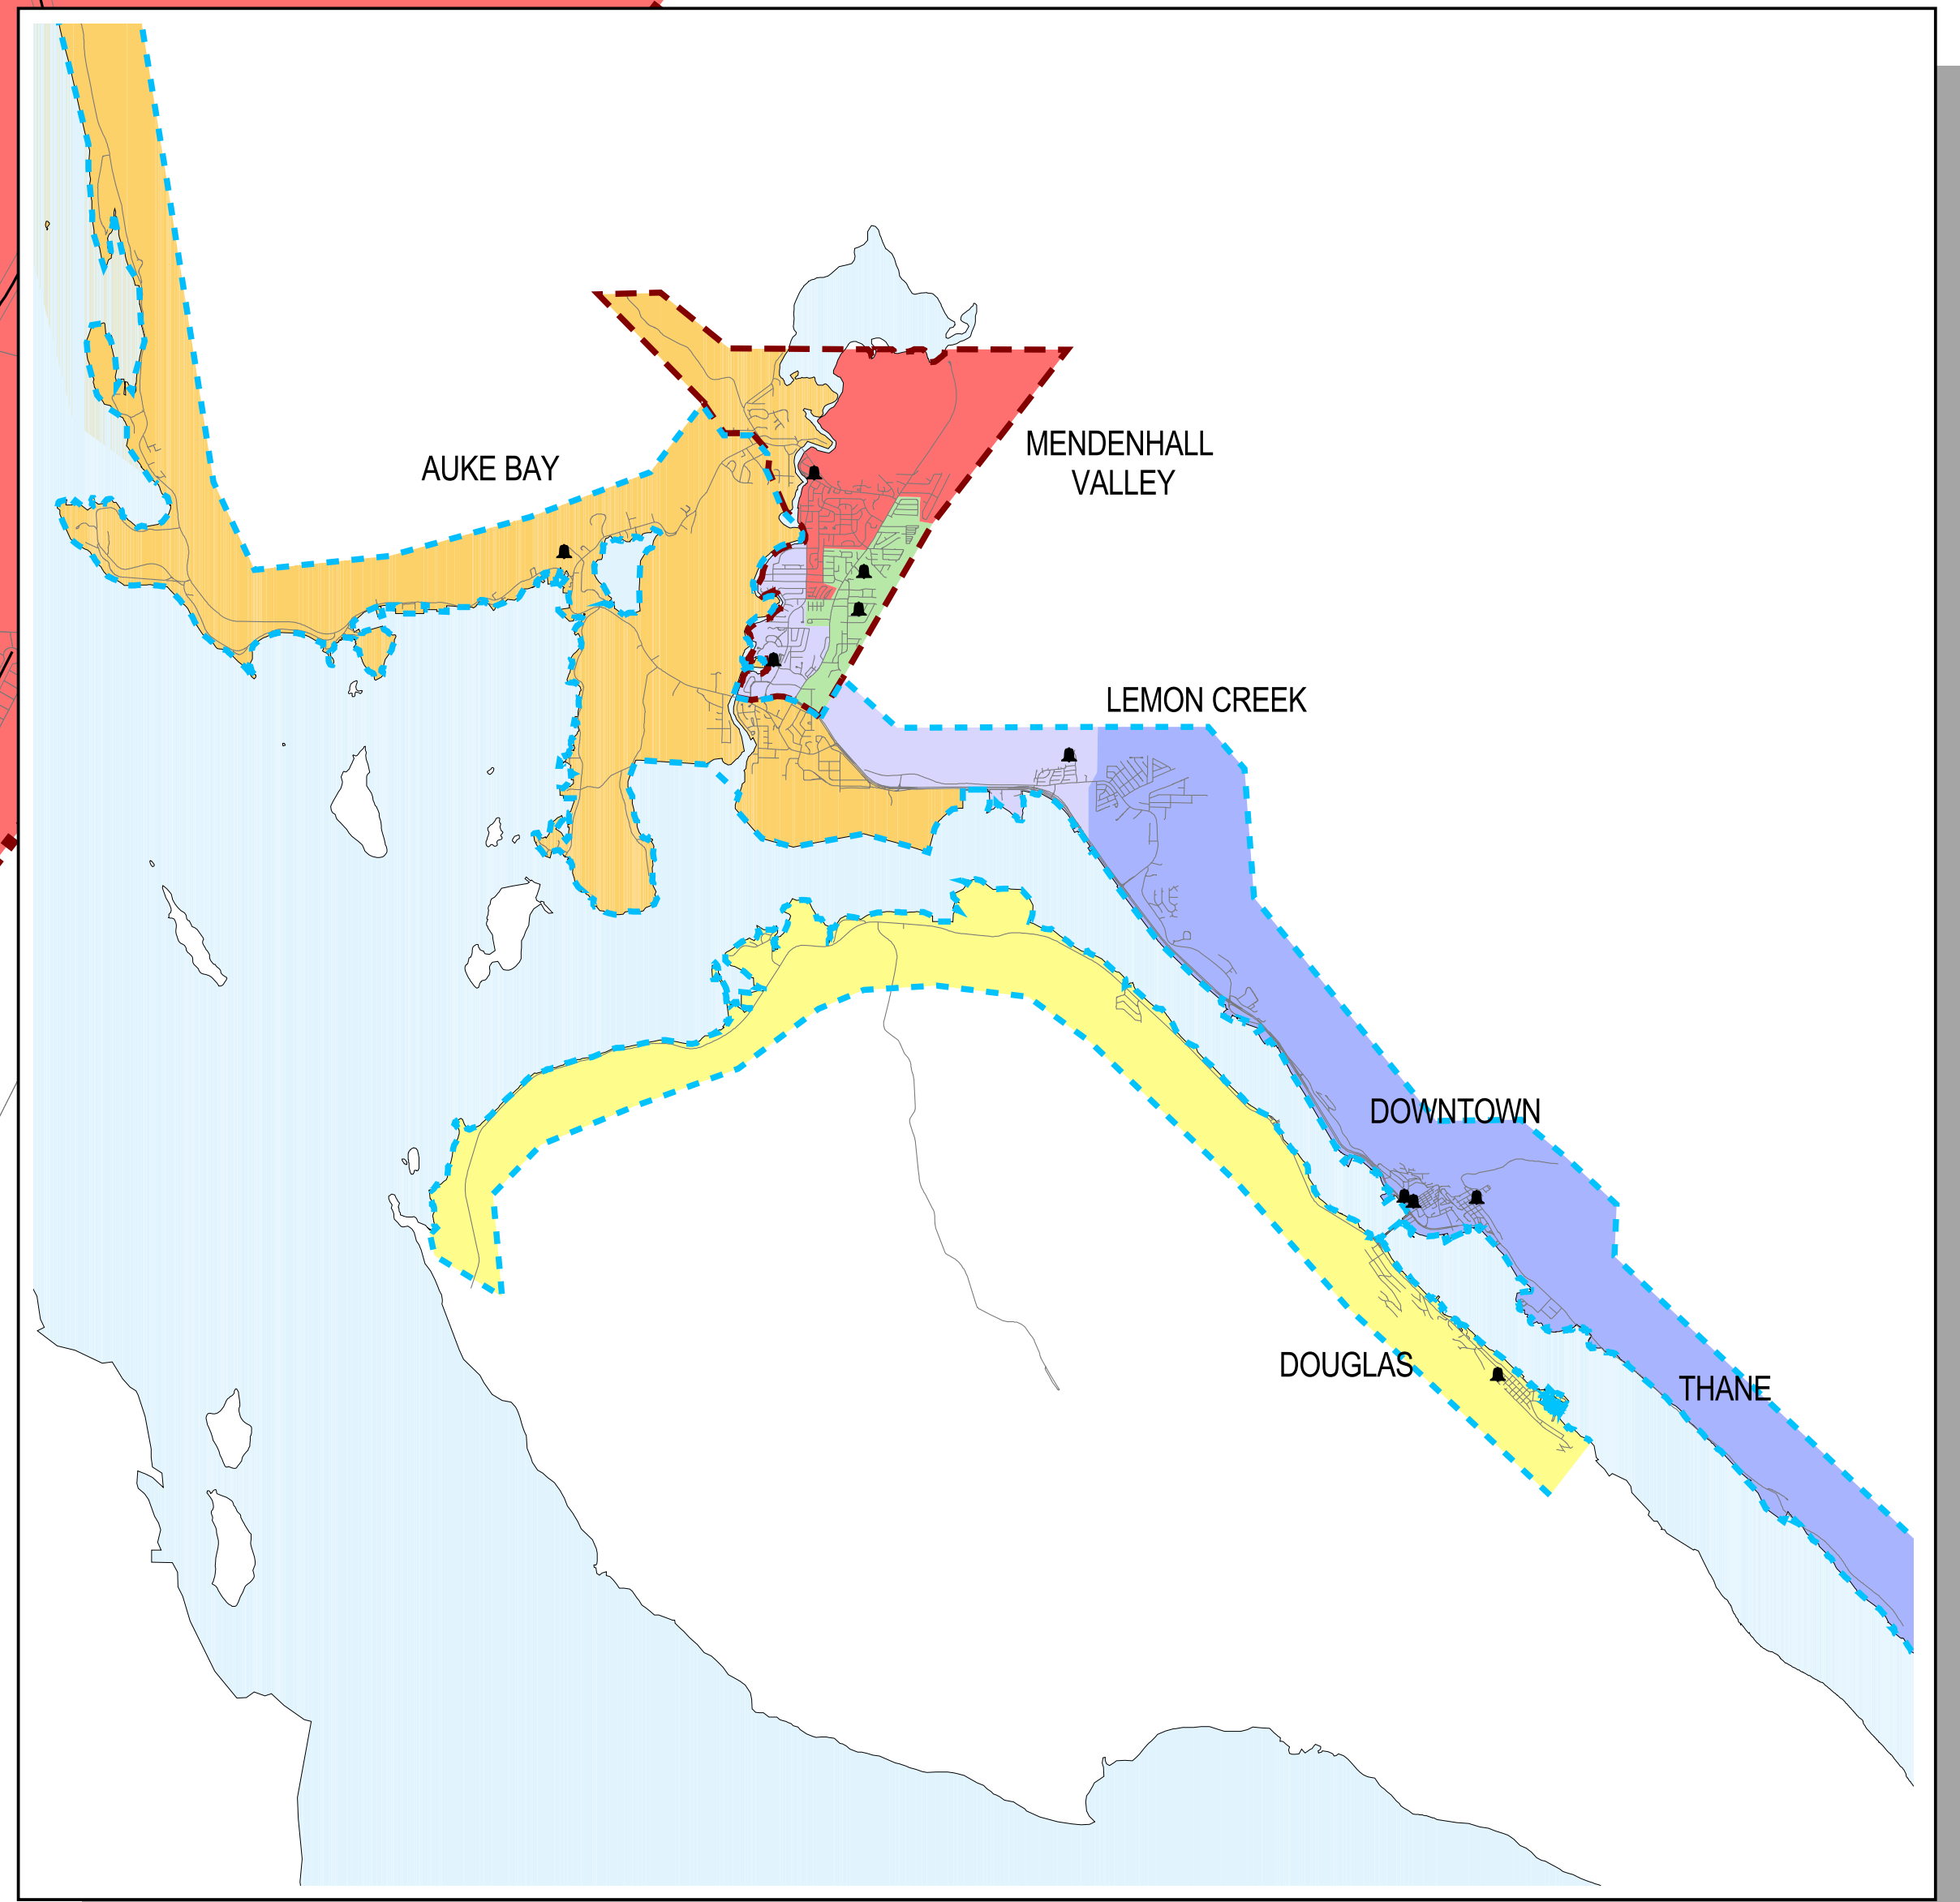 MENDENHALL
VALLEY
AUKE BAY
LEMON CREEK
DOWNTOWN
DOUGLAS
THANE